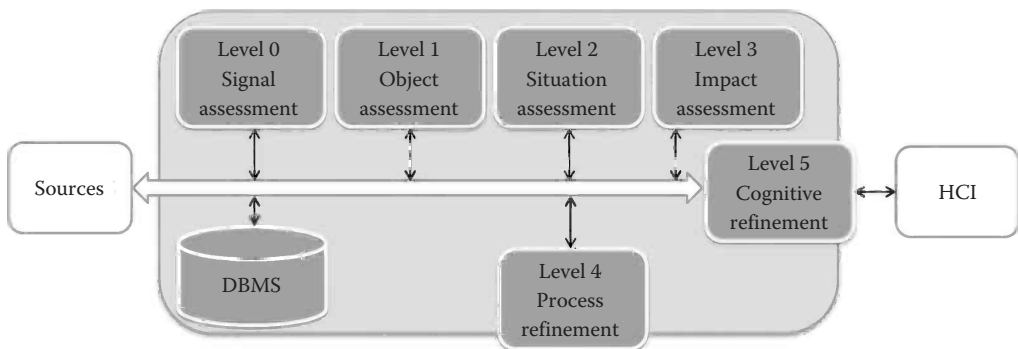 Level 0
Signal
assessment
Level 1
Object
assessment
Level 2
Situation
assessment
Level 3
Impact
assessment
Sources
Level 5
Cognitive
refinement
HCI
DBMS
Level 4
Process
refinement